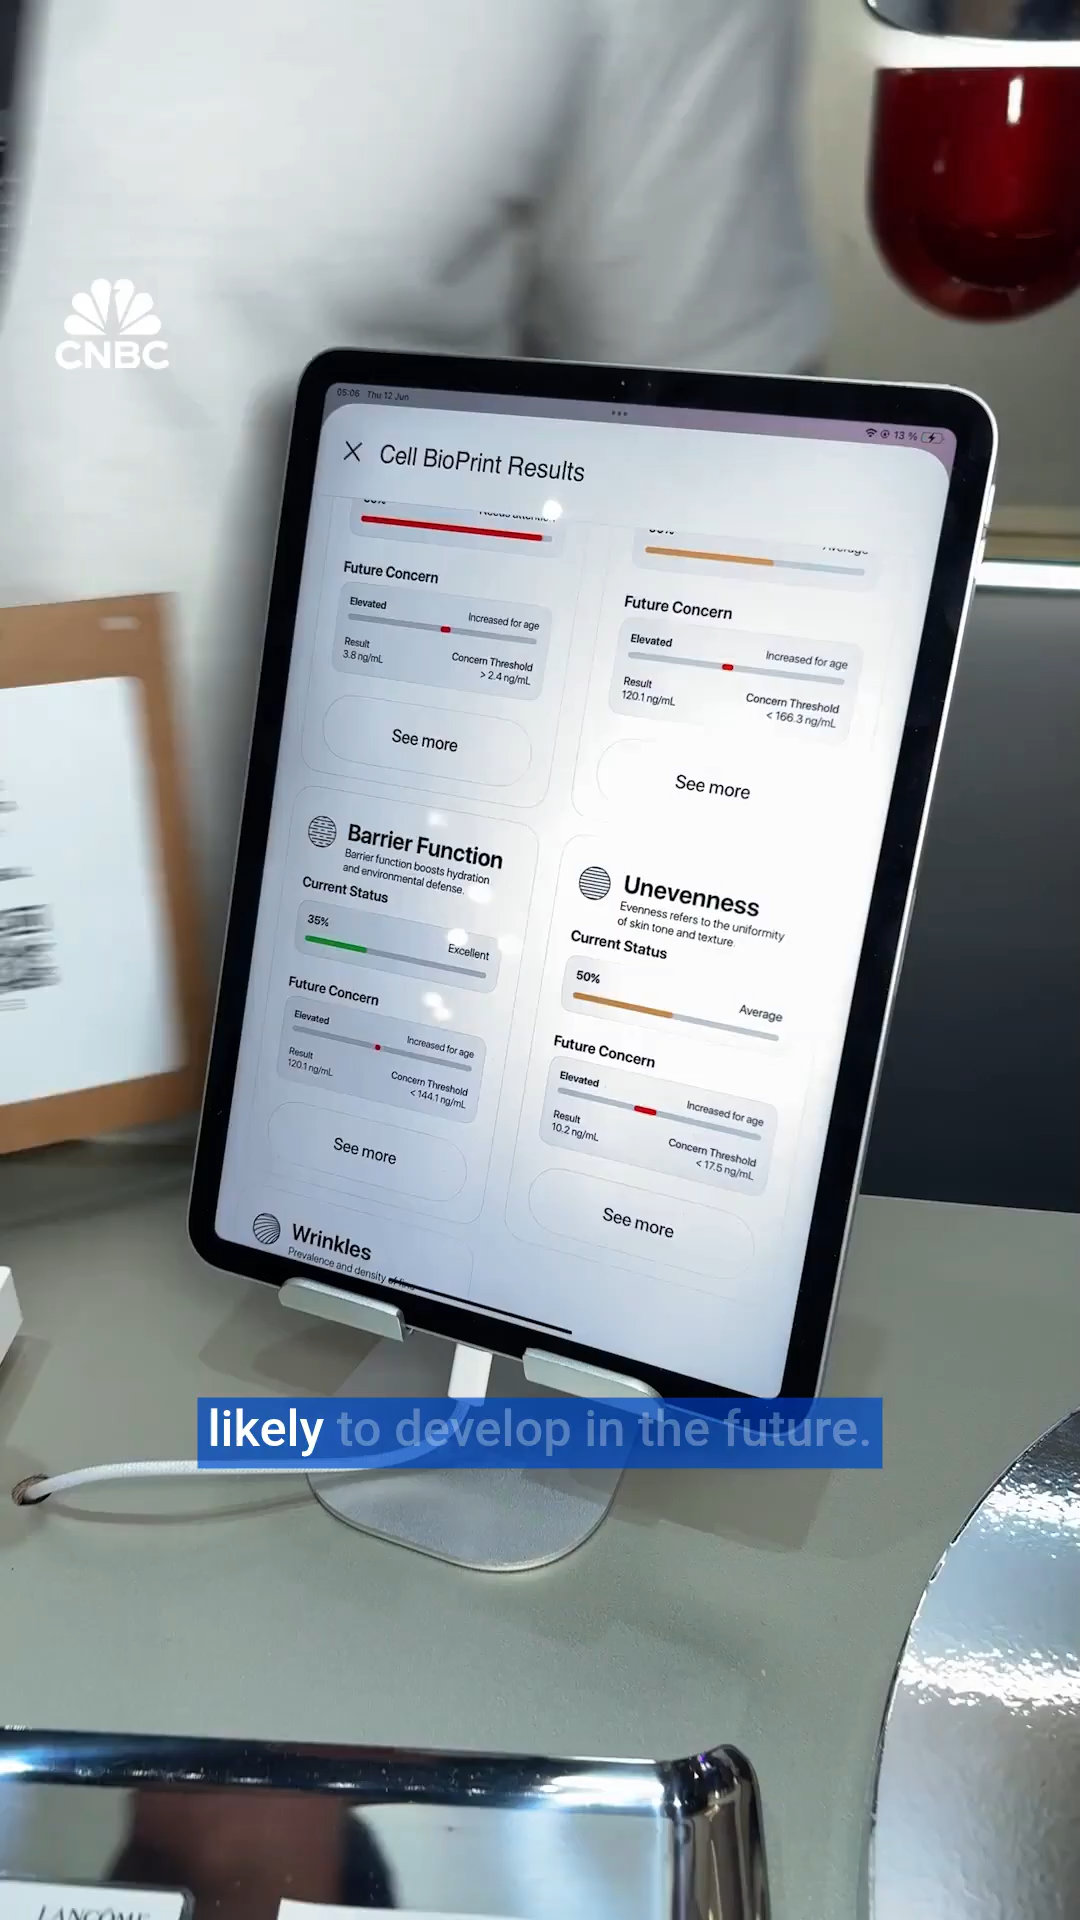 CNBC
05:06 Thu 12 Jun
13 %
Cell BioPrint Results
Future Concern
Elevated
Increased for age
Result
3.8 ng/mL
Concern Threshold
> 2.4 ng/mL
See more
Average
Future Concern
Elevated
Increased for age
Result
120.1 ng/mL
Concern Threshold
< 166.3 ng/mL
See more
Barrier Function
Barrier function boosts hydration
and environmental defense.
Current Status
35%
Excellent
Future Concern
Elevated
Increased for age
Result
120.1 ng/mL
Concern Threshold
< 144.1 ng/mL
See more
Unevenness
Evenness refers to the uniformity
of skin tone and texture.
Current Status
50%
Average
Future Concern
Elevated
Increased for age
Result
10.2 ng/mL
Concern Threshold
< 17.5 ng/mL
See more
Wrinkles
Prevalence and density of fine
likely to develop in the future.
LANCÔME